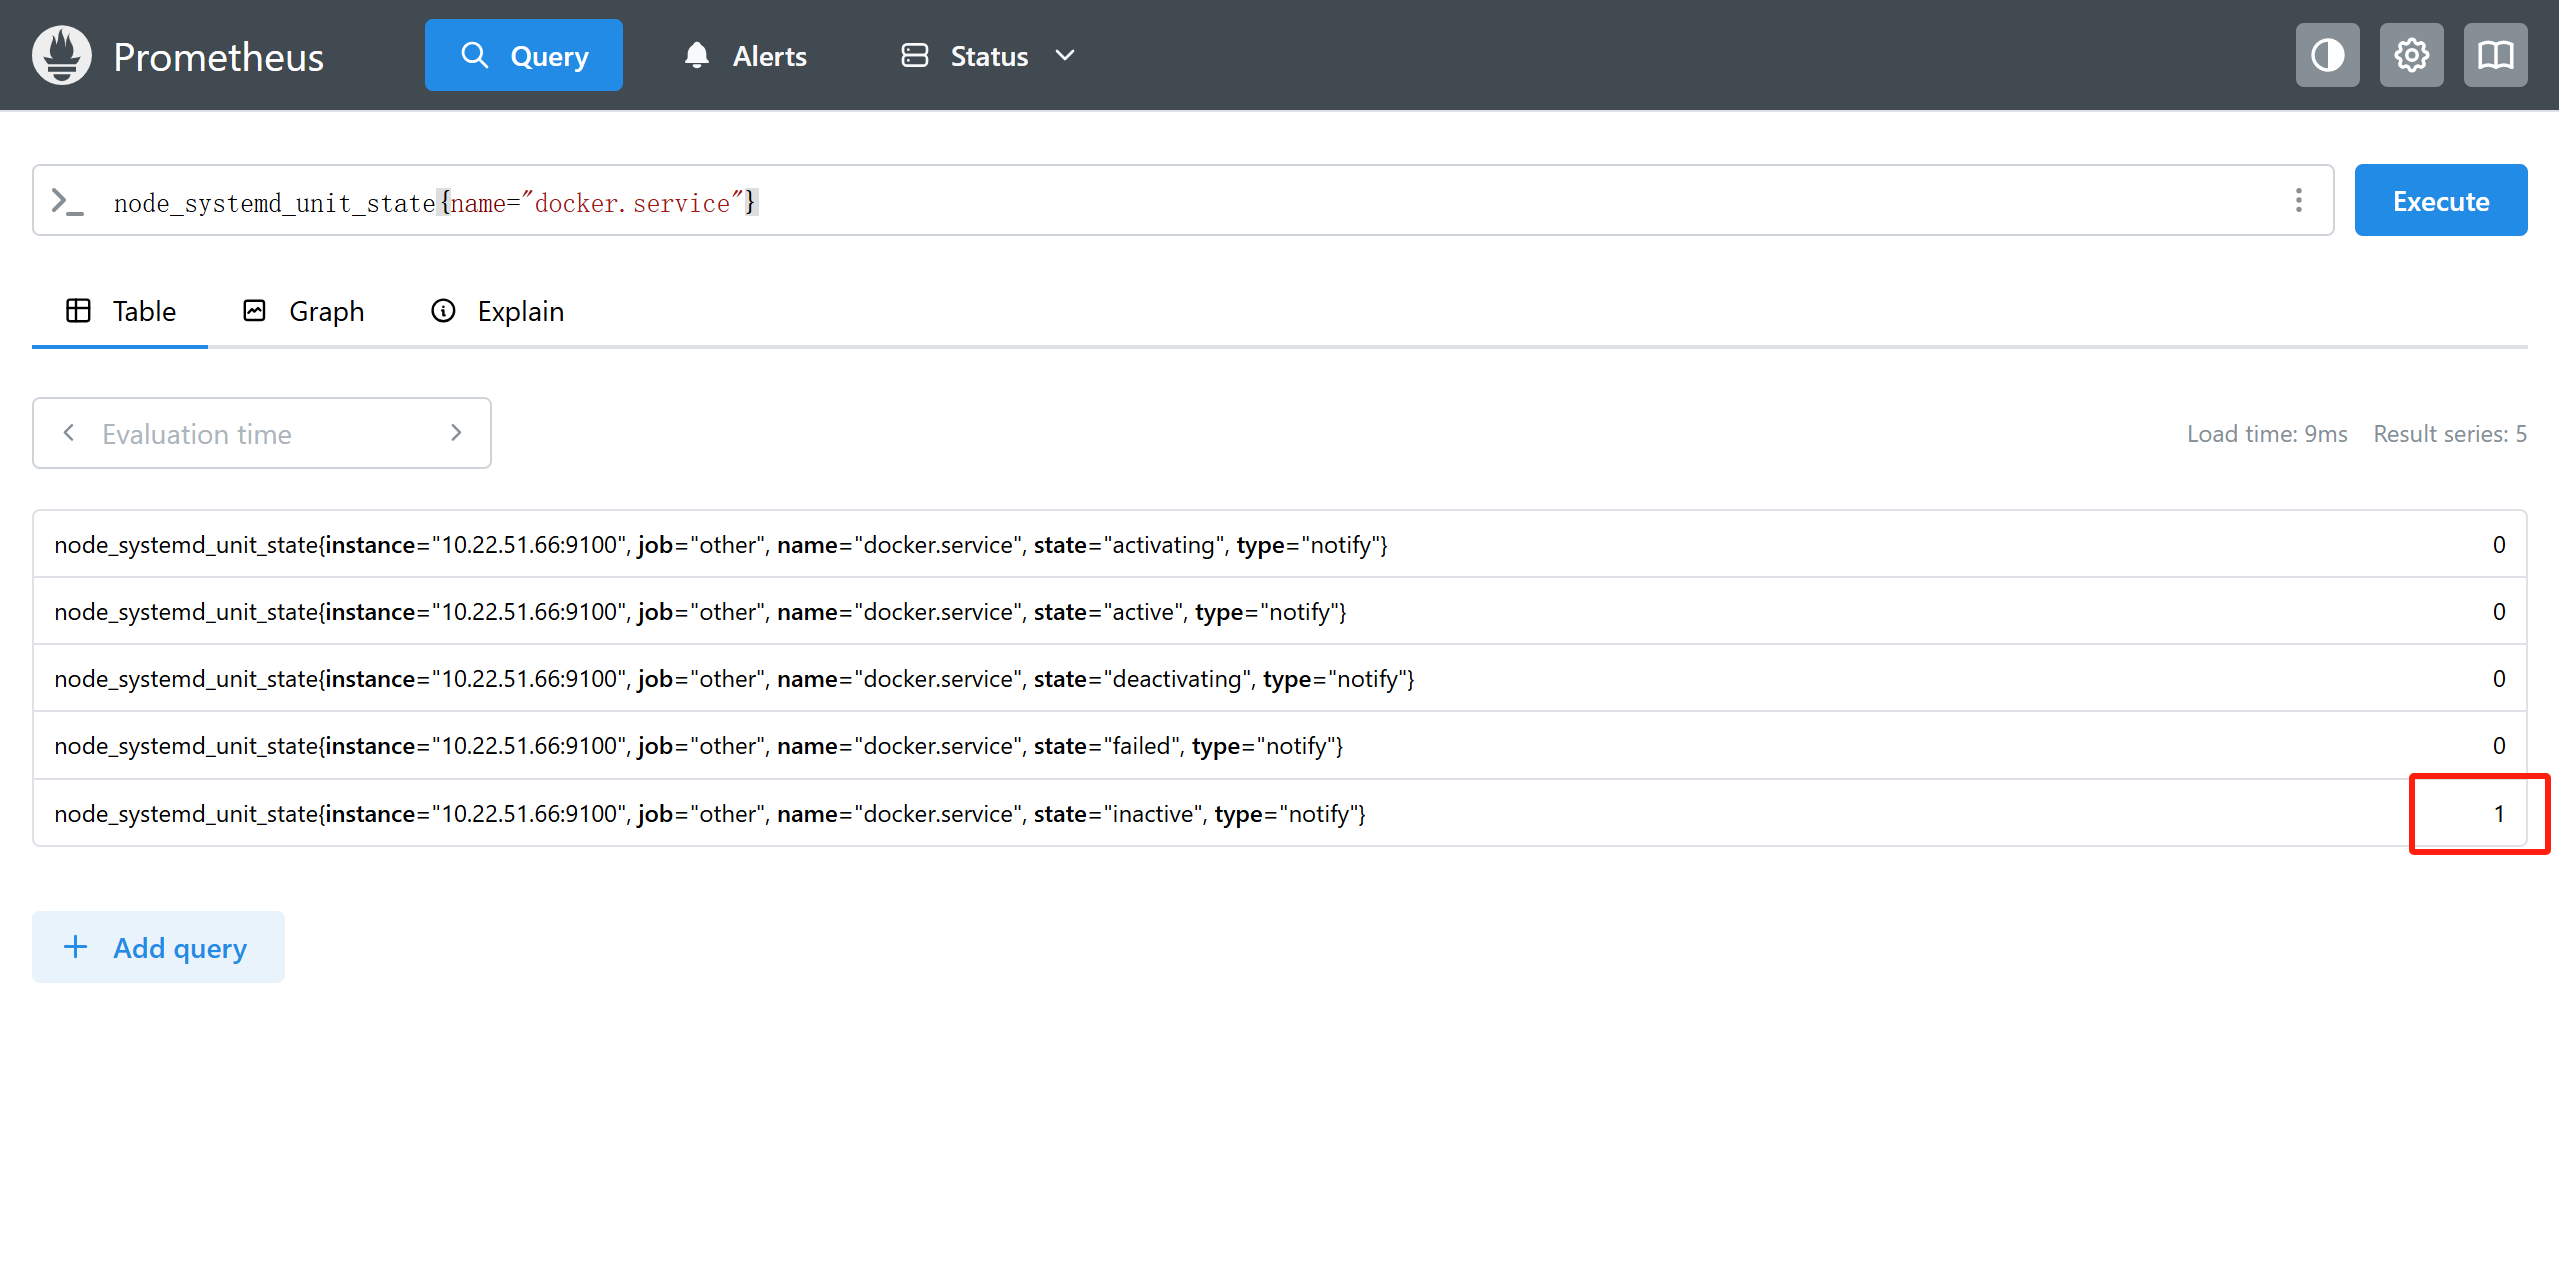 Prometheus Query Alerts Status
node_systemd_unit_state{name="docker.service"} Execute
Table Graph Explain
Evaluation time Load time: 9ms Result series: 5
node_systemd_unit_state{instance="10.22.51.66:9100", job="other", name="docker.service", state="activating", type="notify"} 0
node_systemd_unit_state{instance="10.22.51.66:9100", job="other", name="docker.service", state="active", type="notify"} 0
node_systemd_unit_state{instance="10.22.51.66:9100", job="other", name="docker.service", state="deactivating", type="notify"} 0
node_systemd_unit_state{instance="10.22.51.66:9100", job="other", name="docker.service", state="failed", type="notify"} 0
node_systemd_unit_state{instance="10.22.51.66:9100", job="other", name="docker.service", state="inactive", type="notify"} 1
Add query